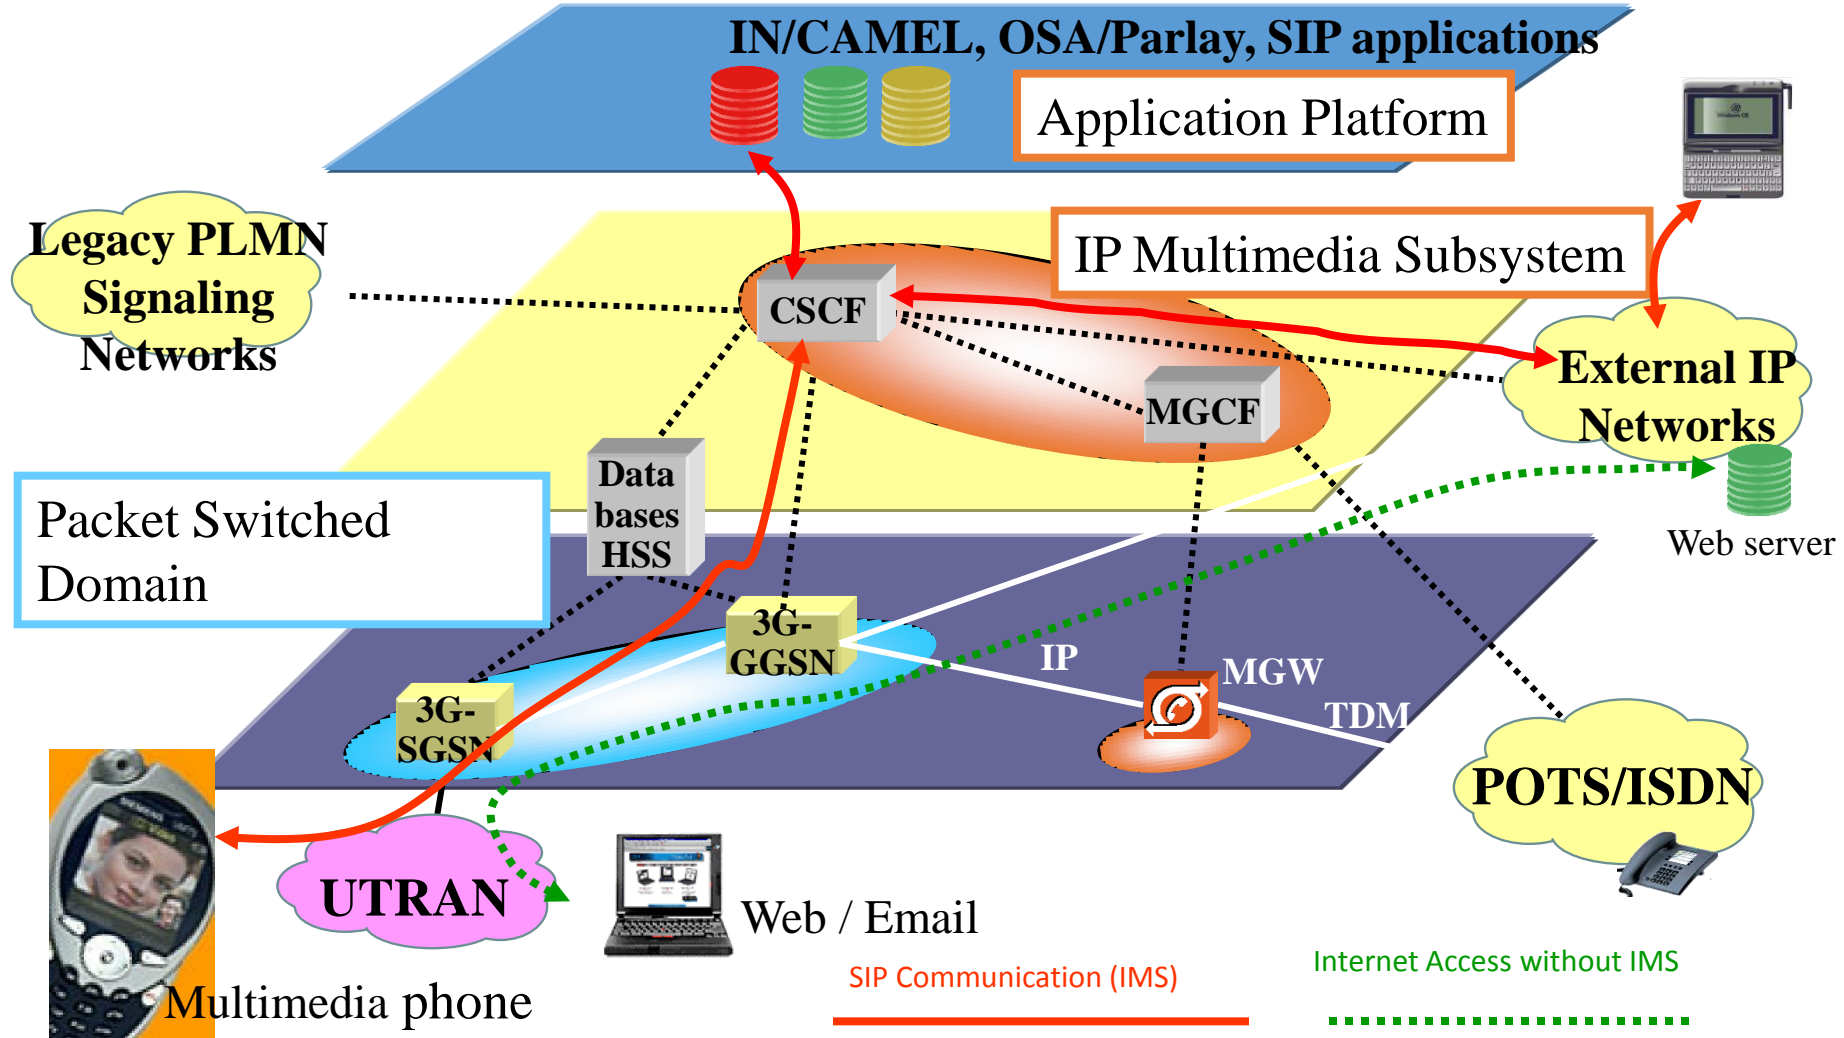 IN/CAMEL, OSA/Parlay, SIP applications
Application Platform
Windows CE
Legacy PLMN
Signaling
Networks
IP Multimedia Subsystem
CSCF
External IP
Networks
MGCF
Data
bases
HSS
Packet Switched
Domain
Web server
3G-
GGSN
IP
MGW
3G-
SGSN
TDM
POTS/ISDN
UTRAN
Web / Email
Multimedia phone
SIP Communication (IMS)
Internet Access without IMS